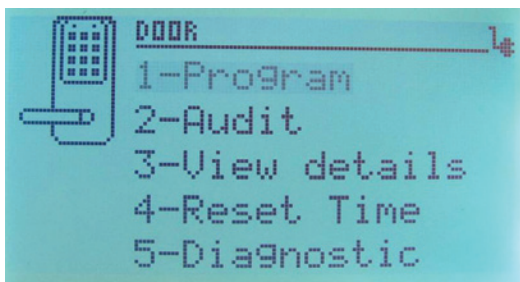 DOOR
1-Program
2-Audit
3-View details
4-Reset Time
5-Diagnostic